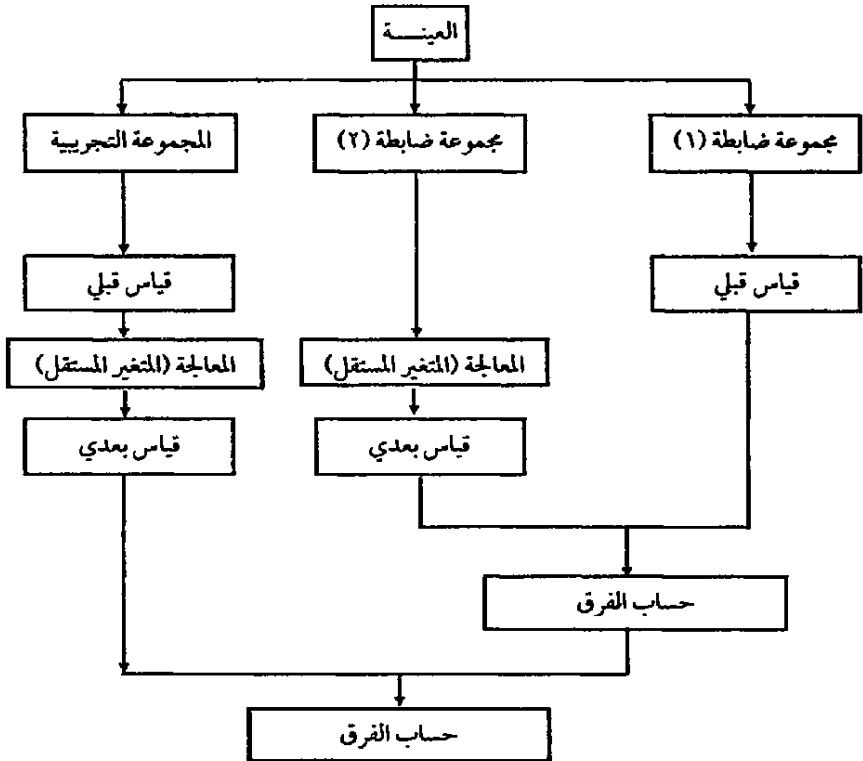 العينـــة
مجموعة ضابطة (١)
مجموعة ضابطة (٢)
المجموعة التجريبية
قياس قبلي
قياس قبلي
المعالجة (المتغير المستقل)
المعالجة (المتغير المستقل)
قياس بعدي
قياس بعدي
حساب الفرق
حساب الفرق